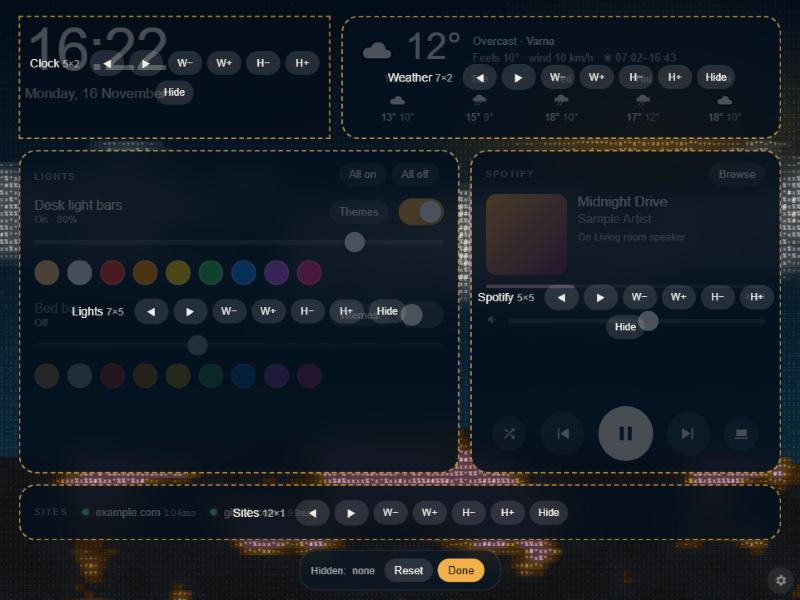 16:22
Clock 5×2 ◀ ▶ W− W+ H− H+
Monday, 16 November
Hide
12°
Overcast · Varna
Feels 10° wind 10 km/h · ☀ 07:02–16:43
Weather 7×2 ◀ ▶ W− W+ H− H+ Hide
13° 10° 15° 9° 18° 10° 17° 12° 18° 10°
LIGHTS All on All off
Desk light bars
On · 80%
Themes
Lights 7×5 ◀ ▶ W− W+ H− H+ Hide
Off
Themes
SPOTIFY Browse
Midnight Drive
Sample Artist
On Living room speaker
Spotify 5×5 ◀ ▶ W− W+ H− H+
Hide
SITES example.com 106ms
Sites 12×1 ◀ ▶ W− W+ H− H+ Hide
Hidden: none Reset Done